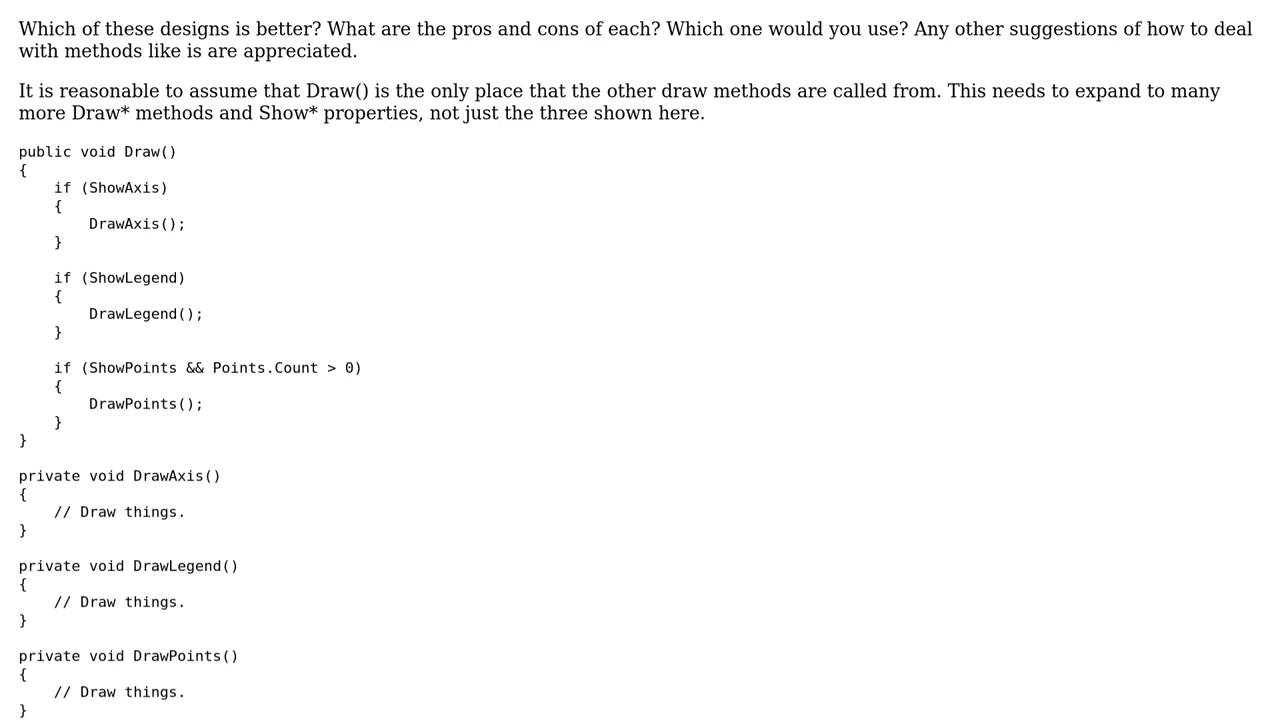 Which of these designs is better? What are the pros and cons of each? Which one would you use? Any other suggestions of how to deal
with methods like is are appreciated.
It is reasonable to assume that Draw() is the only place that the other draw methods are called from. This needs to expand to many
more Draw* methods and Show* properties, not just the three shown here.
public void Draw()
{
    if (ShowAxis)
    {
        DrawAxis();
    }
    if (ShowLegend)
    {
        DrawLegend();
    }
    if (ShowPoints && Points.Count > 0)
    {
        DrawPoints();
    }
}
private void DrawAxis()
{
    // Draw things.
}
private void DrawLegend()
{
    // Draw things.
}
private void DrawPoints()
{
    // Draw things.
}